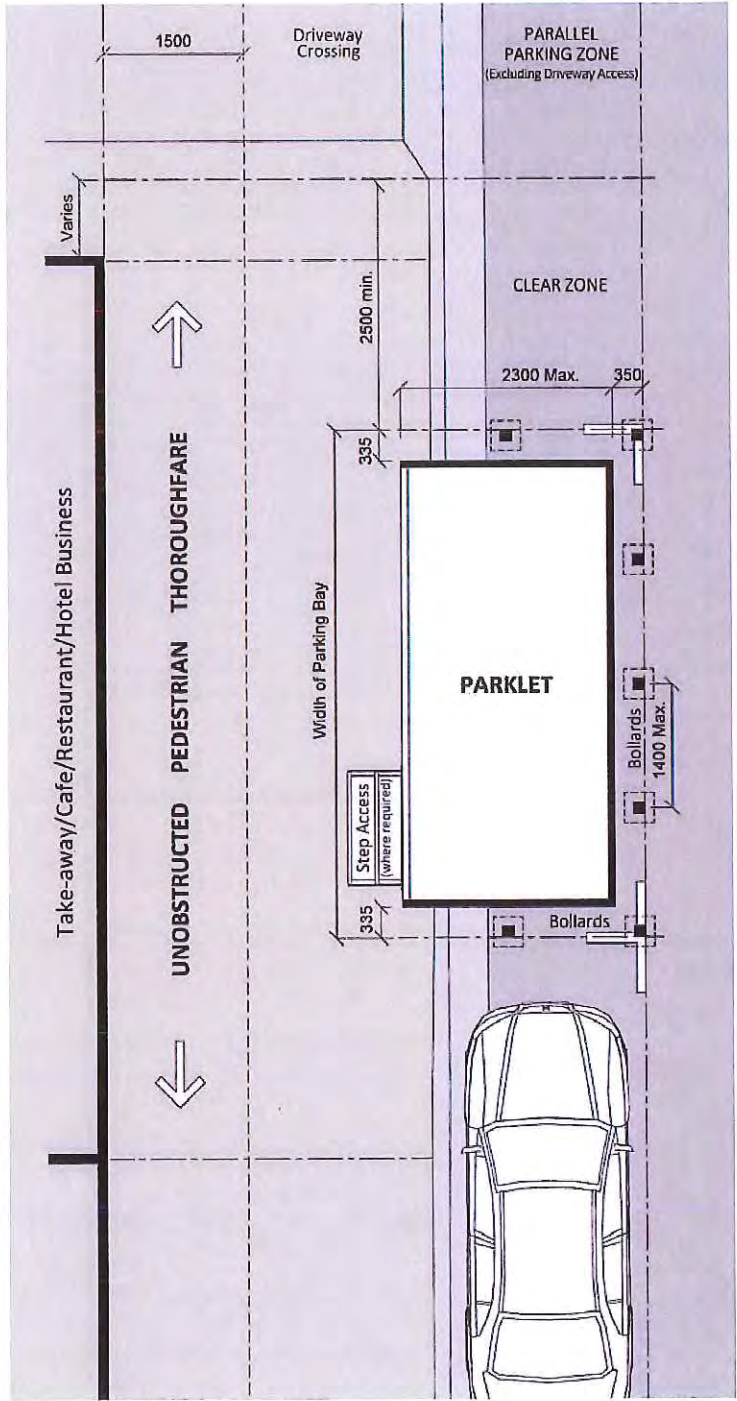 1500
Driveway
Crossing
PARALLEL
PARKING ZONE
(Excluding Driveway Access)
Varies
2500 min.
CLEAR ZONE
2300 Max.
350
335
Take-away/Cafe/Restaurant/Hotel Business
UNOBSTRUCTED PEDESTRIAN THOROUGHFARE
Width of Parking Bay
PARKLET
Step Access
(where required)
Bollards
1400 Max.
335
Bollards